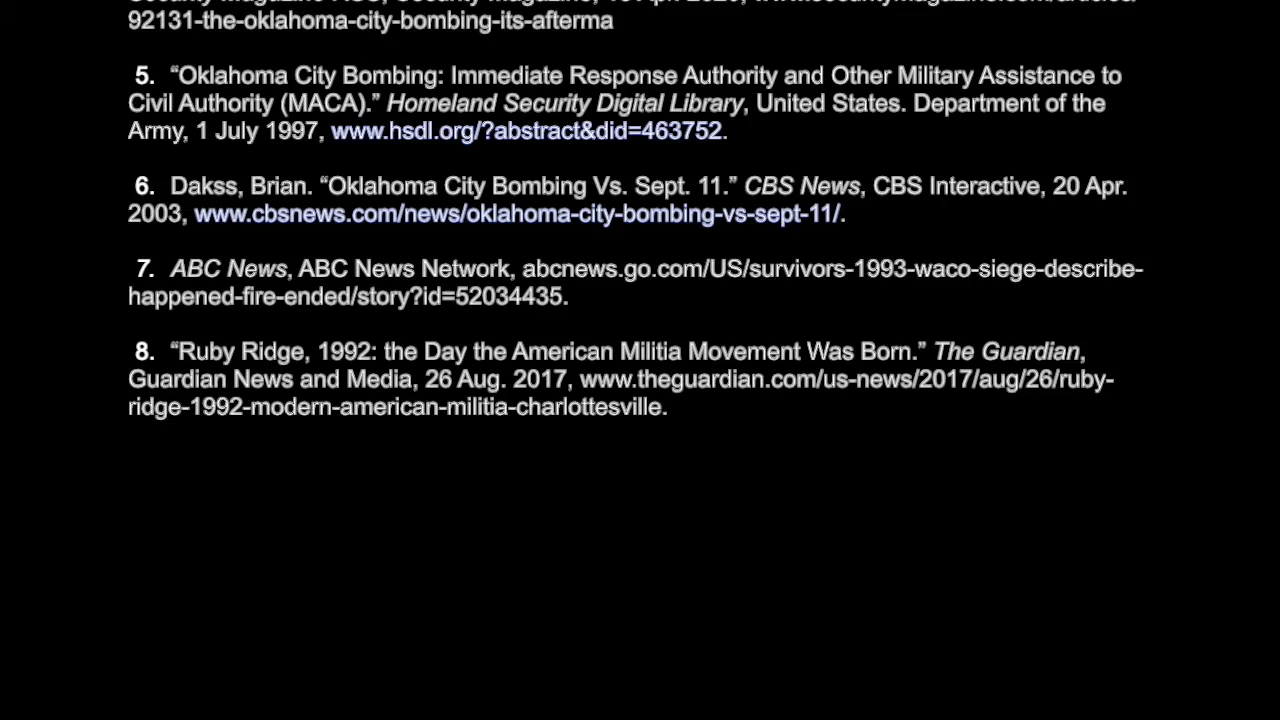 92131-the-oklahoma-city-bombing-its-afterma
5. “Oklahoma City Bombing: Immediate Response Authority and Other Military Assistance to
Civil Authority (MACA).” Homeland Security Digital Library, United States. Department of the
Army, 1 July 1997, www.hsdl.org/?abstract&did=463752.
6. Dakss, Brian. “Oklahoma City Bombing Vs. Sept. 11.” CBS News, CBS Interactive, 20 Apr.
2003, www.cbsnews.com/news/oklahoma-city-bombing-vs-sept-11/.
7. ABC News, ABC News Network, abcnews.go.com/US/survivors-1993-waco-siege-describe-
happened-fire-ended/story?id=52034435.
8. “Ruby Ridge, 1992: the Day the American Militia Movement Was Born.” The Guardian,
Guardian News and Media, 26 Aug. 2017, www.theguardian.com/us-news/2017/aug/26/ruby-
ridge-1992-modern-american-militia-charlottesville.